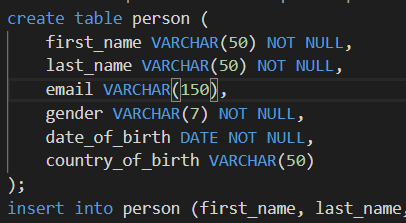 create table person (
first_name VARCHAR(50) NOT NULL,
last_name VARCHAR(50) NOT NULL,
email VARCHAR(150),
gender VARCHAR(7) NOT NULL,
date_of_birth DATE NOT NULL,
country_of_birth VARCHAR(50)
);
insert into person (first_name, last_name,